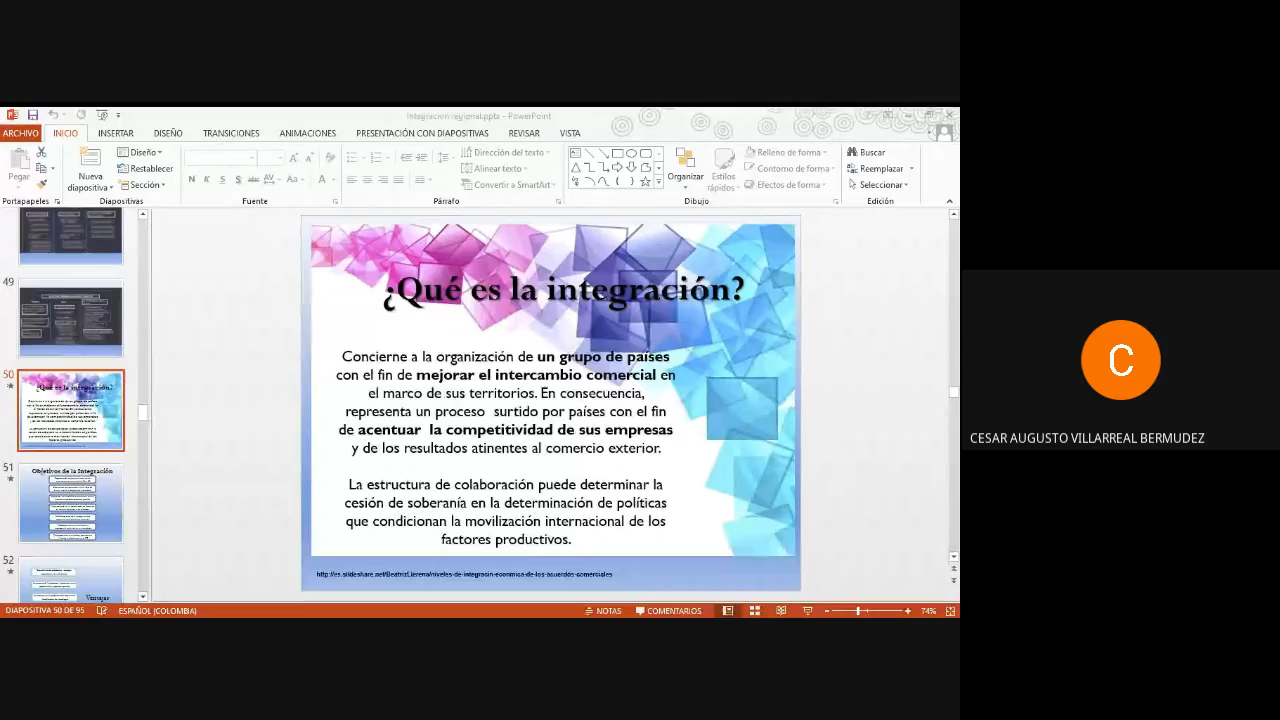 Integracion regional.pptx - PowerPoint
ARCHIVO INICIO INSERTAR DISEÑO TRANSICIONES ANIMACIONES PRESENTACIÓN CON DIAPOSITIVAS REVISAR VISTA
Pegar
Nueva diapositiva
Diseño
Restablecer
Sección
N K S S abc AV Aa A
Dirección del texto
Alinear texto
Convertir a SmartArt
Organizar
Estilos rápidos
Relleno de forma
Contorno de forma
Efectos de forma
Buscar
Reemplazar
Seleccionar
Portapapeles Diapositivas Fuente Párrafo Dibujo Edición
49
50
¿Qué es la integración?
51
Objetivos de la Integración
52
Ventajas
¿Qué es la integración?
Concierne a la organización de un grupo de países
con el fin de mejorar el intercambio comercial en
el marco de sus territorios. En consecuencia,
representa un proceso surtido por países con el fin
de acentuar la competitividad de sus empresas
y de los resultados atinentes al comercio exterior.
La estructura de colaboración puede determinar la
cesión de soberanía en la determinación de políticas
que condicionan la movilización internacional de los
factores productivos.
http://es.slideshare.net/BeatrizLlerena/niveles-de-integracin-econmica-de-los-acuerdos-comerciales
DIAPOSITIVA 50 DE 95 ESPAÑOL (COLOMBIA) NOTAS COMENTARIOS 74%
C
CESAR AUGUSTO VILLARREAL BERMUDEZ